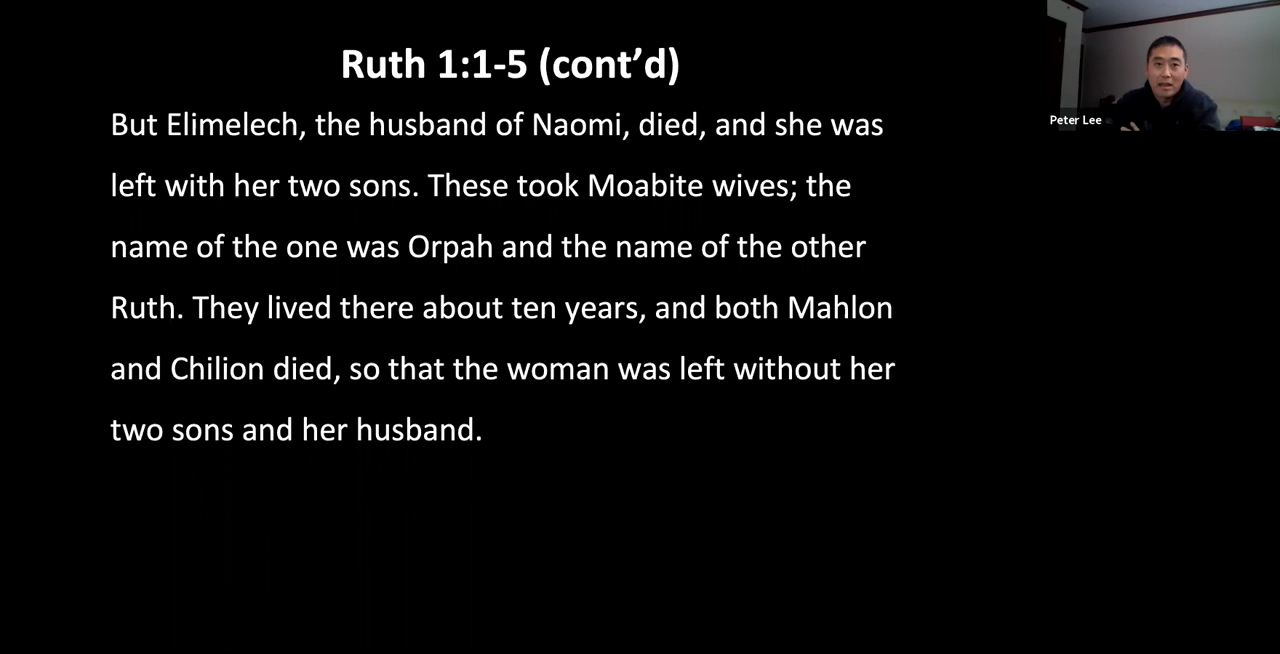 Ruth 1:1-5 (cont’d)
But Elimelech, the husband of Naomi, died, and she was
left with her two sons. These took Moabite wives; the
name of the one was Orpah and the name of the other
Ruth. They lived there about ten years, and both Mahlon
and Chilion died, so that the woman was left without her
two sons and her husband.
Peter Lee